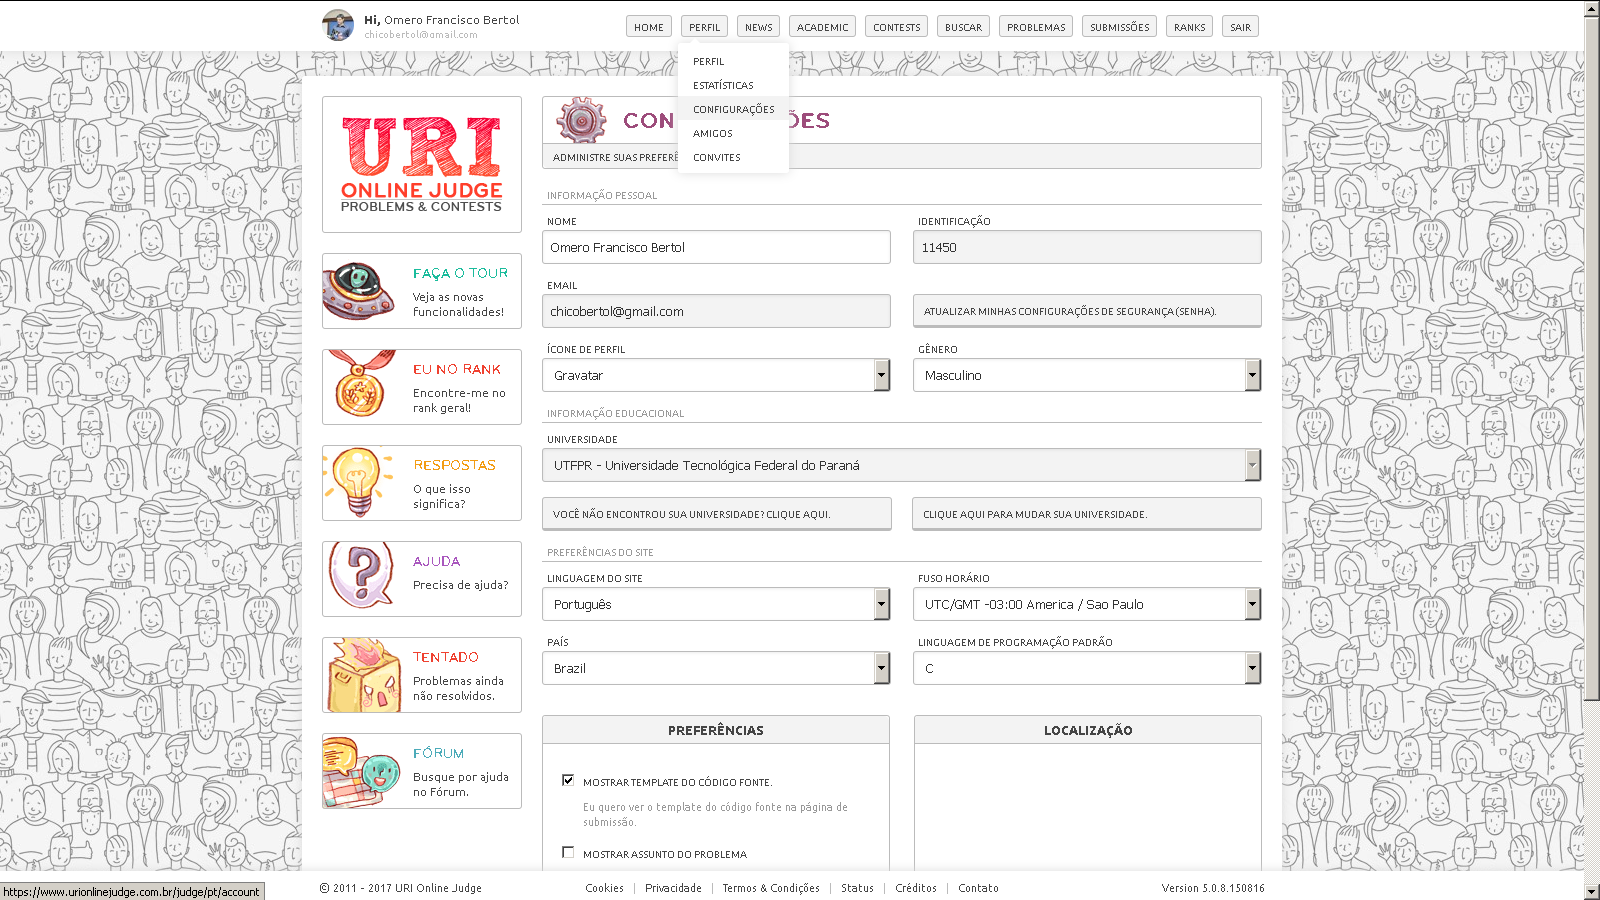 Hi, Omero Francisco Bertol
chicobertol@gmail.com
HOME
PERFIL
NEWS
ACADEMIC
CONTESTS
BUSCAR
PROBLEMAS
SUBMISSÕES
RANKS
SAIR
PERFIL
ESTATÍSTICAS
CONFIGURAÇÕES
AMIGOS
CONVITES
URI
ONLINE JUDGE
PROBLEMS & CONTESTS
FAÇA O TOUR
Veja as novas
funcionalidades!
EU NO RANK
Encontre-me no
rank geral!
RESPOSTAS
O que isso
significa?
AJUDA
Precisa de ajuda?
TENTADO
Problemas ainda
não resolvidos.
FÓRUM
Busque por ajuda
no Fórum.
CON ÕES
ADMINISTRE SUAS PREFERÊ
INFORMAÇÃO PESSOAL
NOME
IDENTIFICAÇÃO
Omero Francisco Bertol
11450
EMAIL
chicobertol@gmail.com
ATUALIZAR MINHAS CONFIGURAÇÕES DE SEGURANÇA (SENHA).
ÍCONE DE PERFIL
GÊNERO
Gravatar
Masculino
INFORMAÇÃO EDUCACIONAL
UNIVERSIDADE
UTFPR - Universidade Tecnológica Federal do Paraná
VOCÊ NÃO ENCONTROU SUA UNIVERSIDADE? CLIQUE AQUI.
CLIQUE AQUI PARA MUDAR SUA UNIVERSIDADE.
PREFERÊNCIAS DO SITE
LINGUAGEM DO SITE
FUSO HORÁRIO
Português
UTC/GMT -03:00 America / Sao Paulo
PAÍS
LINGUAGEM DE PROGRAMAÇÃO PADRÃO
Brazil
C
PREFERÊNCIAS
LOCALIZAÇÃO
MOSTRAR TEMPLATE DO CÓDIGO FONTE.
Eu quero ver o template do código fonte na página de
submissão.
MOSTRAR ASSUNTO DO PROBLEMA
© 2011 - 2017 URI Online Judge
Cookies
Privacidade
Termos & Condições
Status
Créditos
Contato
Version 5.0.8.150816
https://www.urionlinejudge.com.br/judge/pt/account